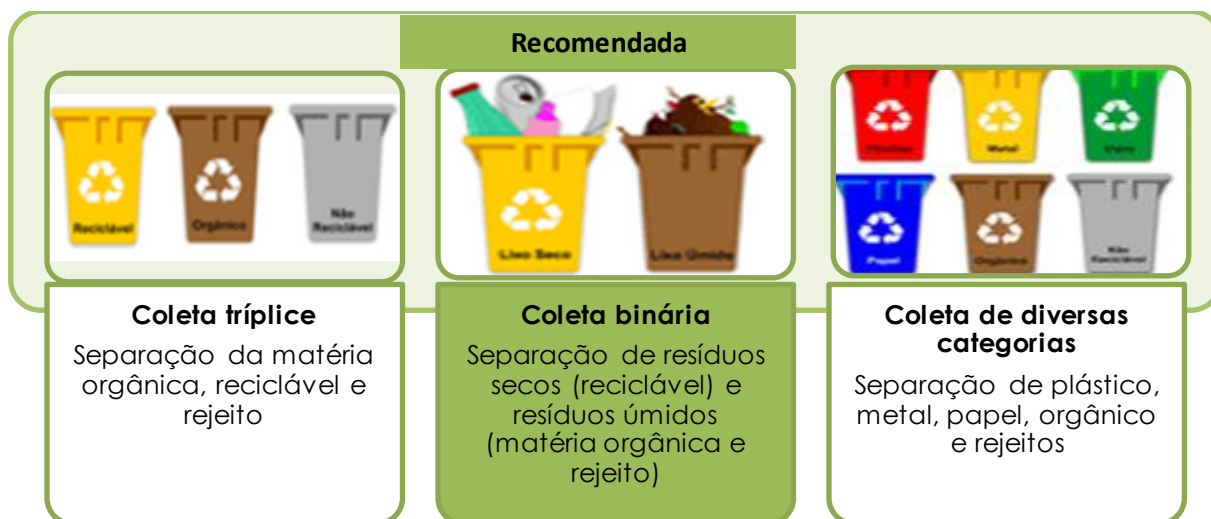 Recomendada
Reciclável
Orgânico
Não
Reciclável
Lixo Seco
Lixo Úmido
Metal
Vidro
Papel
Orgânico
Não
Reciclável
Coleta tríplice
Separação da matéria
orgânica, reciclável e
rejeito
Coleta binária
Separação de resíduos
secos (reciclável) e
resíduos úmidos
(matéria orgânica e
rejeito)
Coleta de diversas
categorias
Separação de plástico,
metal, papel, orgânico
e rejeitos